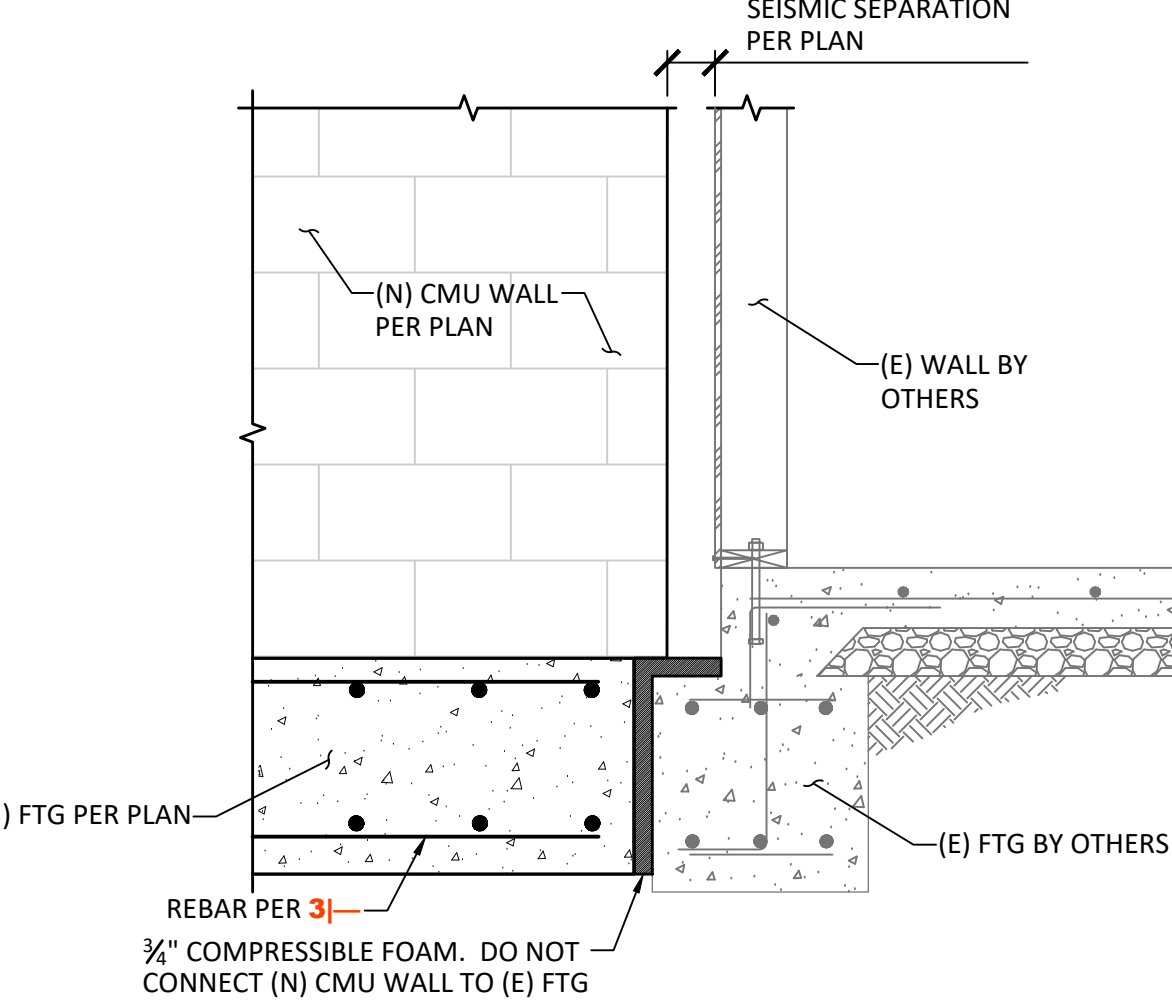 SEISMIC SEPARATION
PER PLAN
(N) CMU WALL
PER PLAN
(E) WALL BY
OTHERS
) FTG PER PLAN
(E) FTG BY OTHERS
REBAR PER 3|—
¾" COMPRESSIBLE FOAM. DO NOT
CONNECT (N) CMU WALL TO (E) FTG